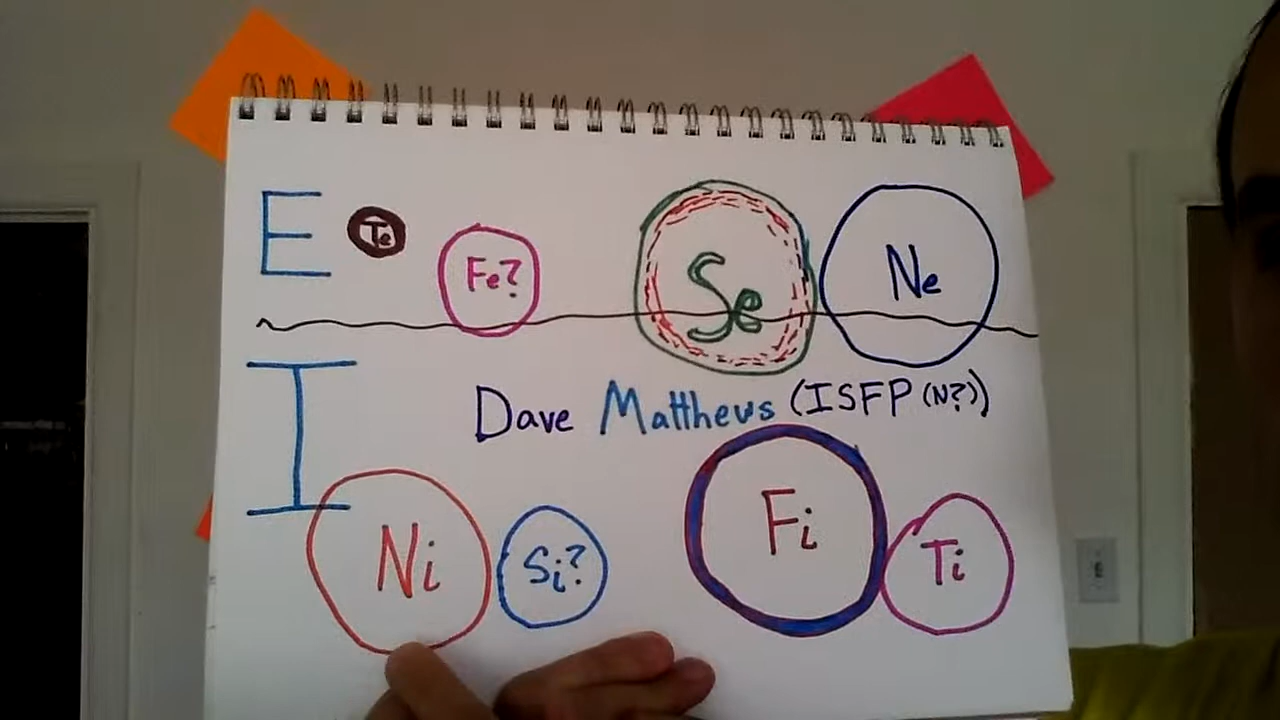 E Te Fe? Se Ne
Dave Matthews (ISFP (N?))
I Ni Si? Fi Ti